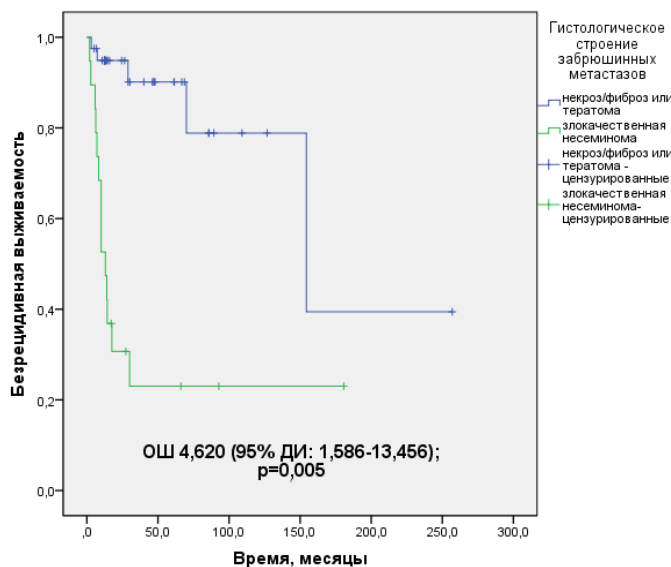 Гистологическое
строение
забрюшинных
метастазов
некроз/фиброз или
тератома
злокачественная
несеминома
некроз/фиброз или
тератома -
цензурированные
злокачественная
несеминома-
цензурированные
Безрецидивная выживаемость
1,0
0,8
0,6
0,4
0,2
0,0
ОШ 4,620 (95% ДИ: 1,586-13,456);
p=0,005
,0 50,0 100,0 150,0 200,0 250,0 300,0
Время, месяцы